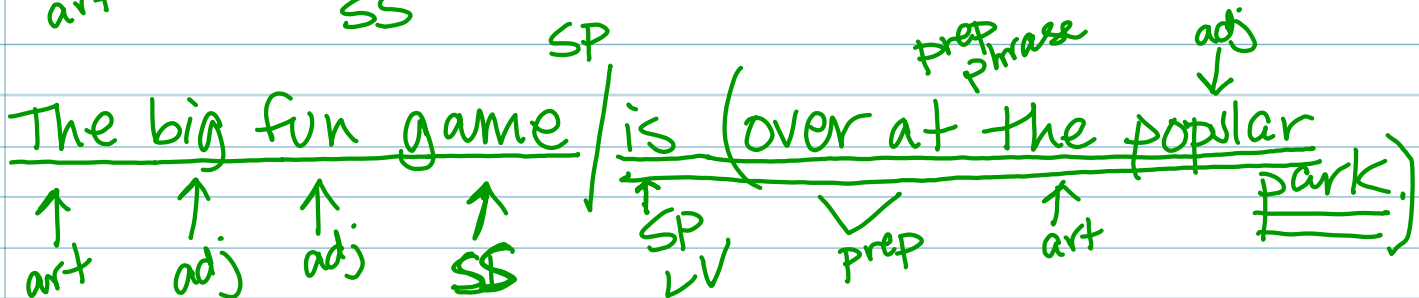 art SS
SP prep phrase adj
The big fun game / is (over at the popular
park.)
art adj adj SS SP LV prep art